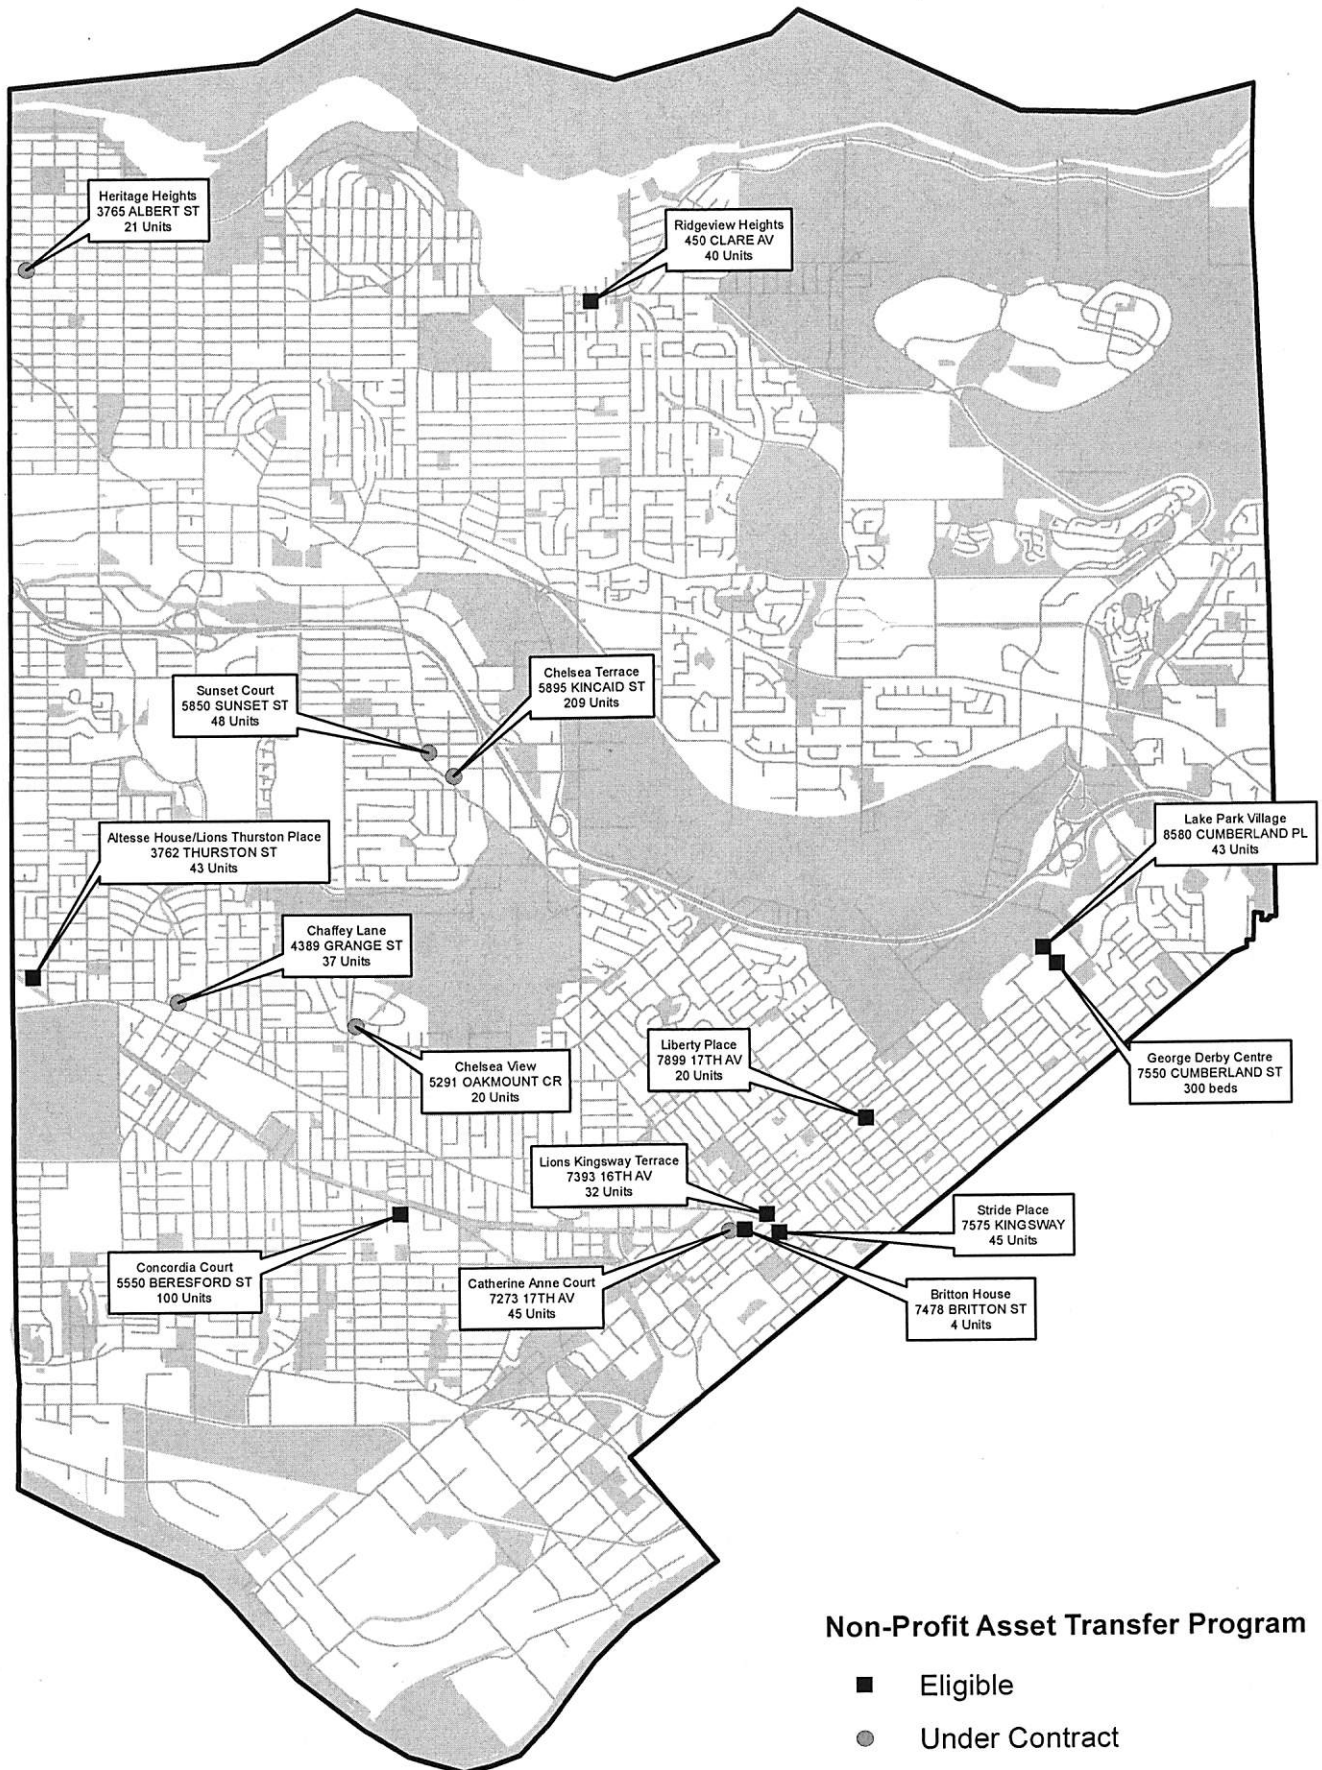 Heritage Heights
3765 ALBERT ST
21 Units
Ridgeview Heights
450 CLARE AV
40 Units
Sunset Court
5850 SUNSET ST
48 Units
Chelsea Terrace
5895 KINCAID ST
209 Units
Altesse House/Lions Thurston Place
3762 THURSTON ST
43 Units
Lake Park Village
8580 CUMBERLAND PL
43 Units
Chaffey Lane
4389 GRANGE ST
37 Units
Chelsea View
5291 OAKMOUNT CR
20 Units
Liberty Place
7899 17TH AV
20 Units
George Derby Centre
7550 CUMBERLAND ST
300 beds
Lions Kingsway Terrace
7393 16TH AV
32 Units
Stride Place
7575 KINGSWAY
45 Units
Concordia Court
5550 BERESFORD ST
100 Units
Catherine Anne Court
7273 17TH AV
45 Units
Britton House
7478 BRITTON ST
4 Units
Non-Profit Asset Transfer Program
Eligible
Under Contract